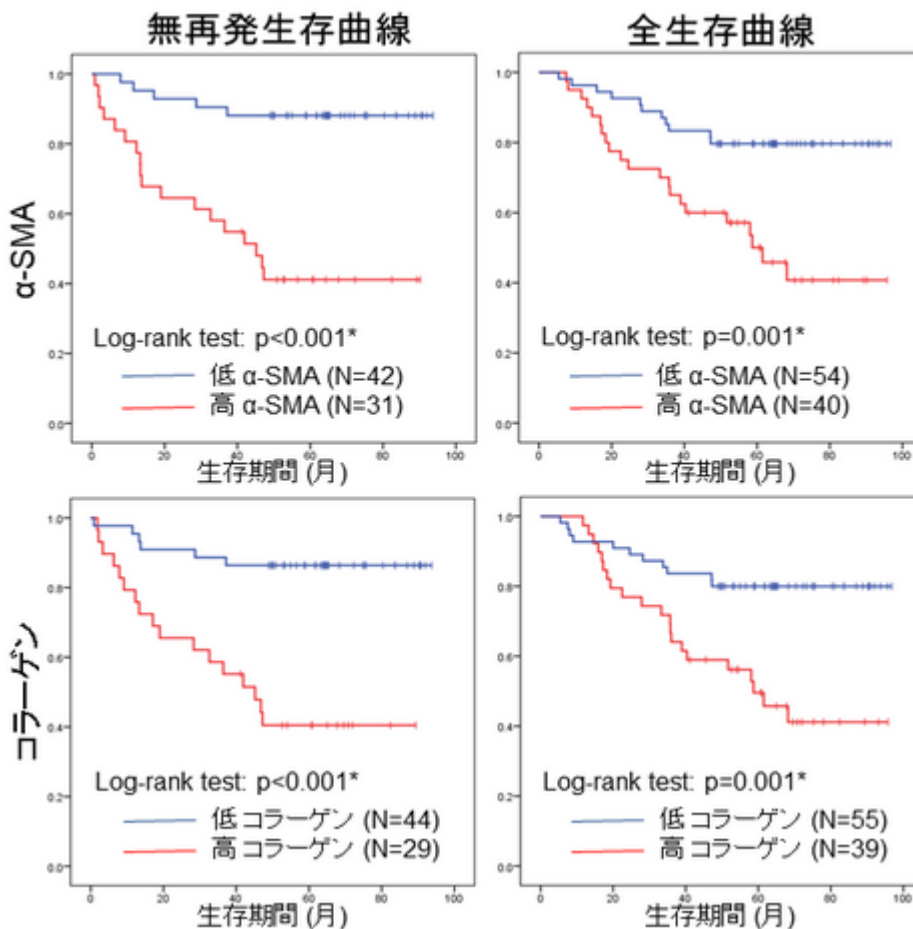 無再発生存曲線
全生存曲線
α-SMA
1.0
0.8
0.6
0.4
0.2
0.0
Log-rank test: p<0.001*
低 α-SMA (N=42)
高 α-SMA (N=31)
0 20 40 60 80 100
生存期間 (月)
1.0
0.8
0.6
0.4
0.2
0.0
Log-rank test: p=0.001*
低 α-SMA (N=54)
高 α-SMA (N=40)
0 20 40 60 80 100
生存期間 (月)
コラーゲン
1.0
0.8
0.6
0.4
0.2
0.0
Log-rank test: p<0.001*
低 コラーゲン (N=44)
高 コラーゲン (N=29)
0 20 40 60 80 100
生存期間 (月)
1.0
0.8
0.6
0.4
0.2
0.0
Log-rank test: p=0.001*
低 コラーゲン (N=55)
高 コラーゲン (N=39)
0 20 40 60 80 100
生存期間 (月)